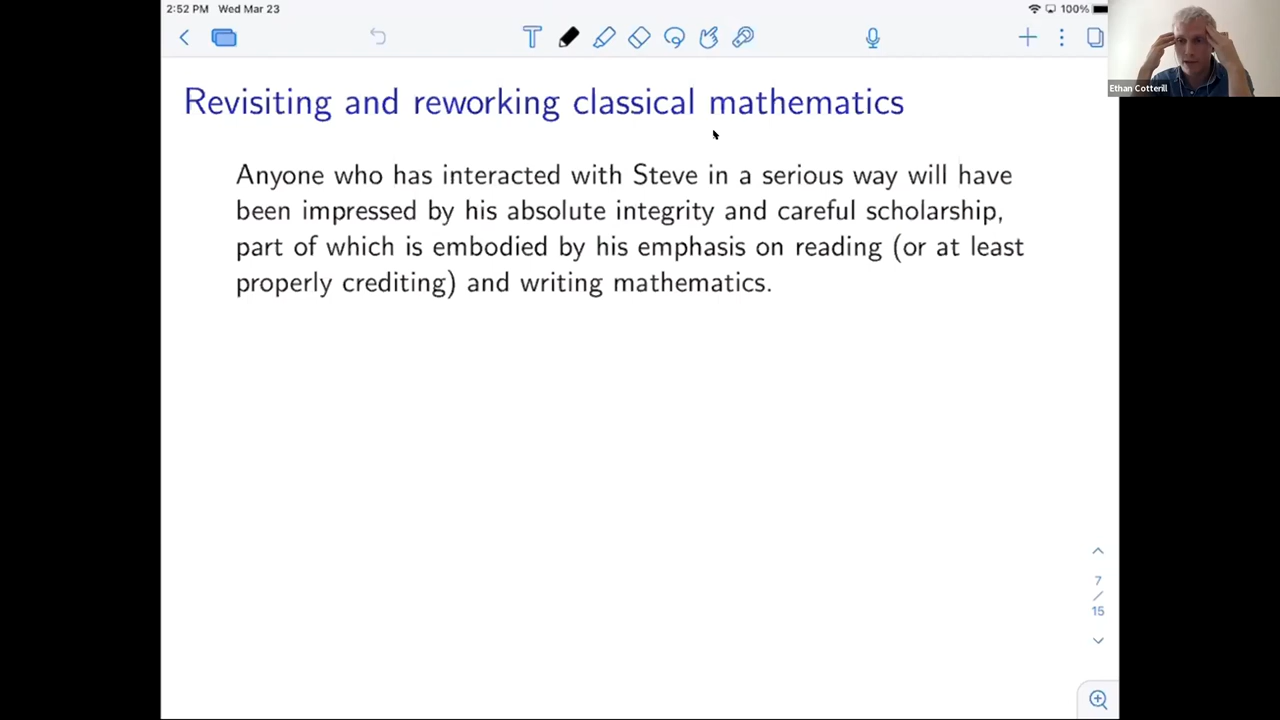 2:52 PM Wed Mar 23
100%
Ethan Cotterill
Revisiting and reworking classical mathematics
Anyone who has interacted with Steve in a serious way will have
been impressed by his absolute integrity and careful scholarship,
part of which is embodied by his emphasis on reading (or at least
properly crediting) and writing mathematics.
7
/
15